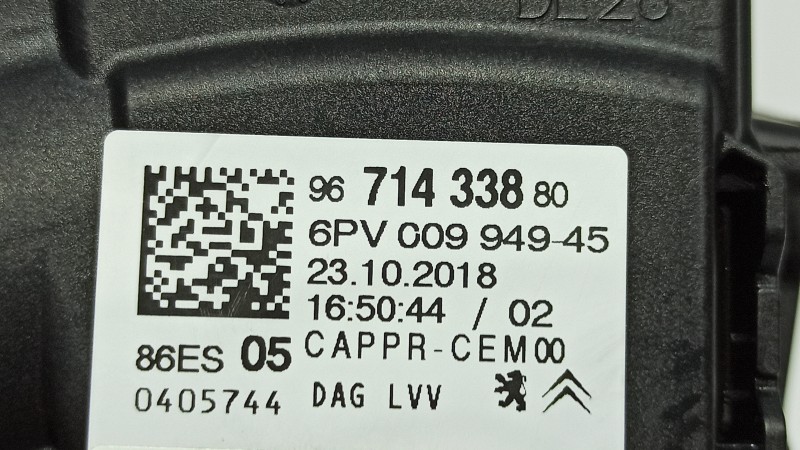 96 714 338 80
6PV 009 949-45
23.10.2018
16:50:44 / 02
86ES 05 CAPPR-CEM00
0405744 DAG LVV